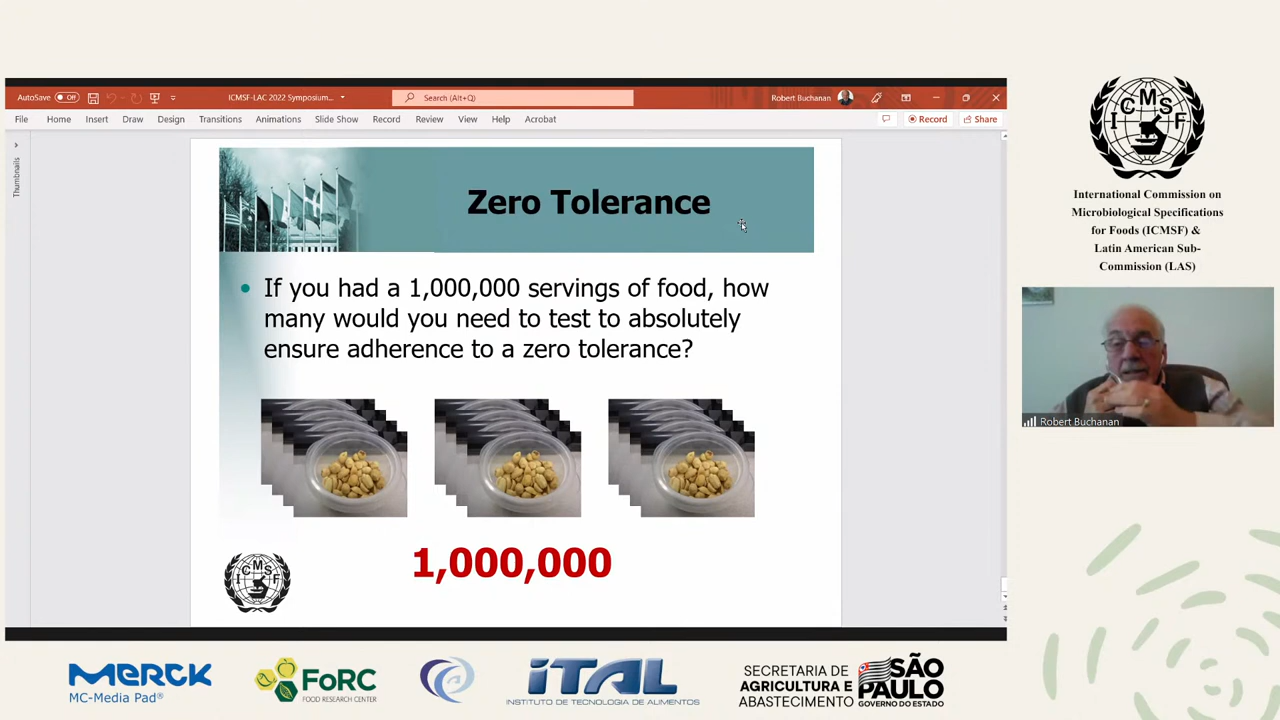 AutoSave Off
ICMSF-LAC 2022 Symposium...
Search (Alt+Q)
Robert Buchanan
File Home Insert Draw Design Transitions Animations Slide Show Record Review View Help Acrobat
Record Share
Thumbnails
Zero Tolerance
If you had a 1,000,000 servings of food, how
many would you need to test to absolutely
ensure adherence to a zero tolerance?
1,000,000
ICMSF
ICMSF
International Commission on
Microbiological Specifications
for Foods (ICMSF) &
Latin American Sub-
Commission (LAS)
Robert Buchanan
MERCK
MC-Media Pad®
FoRC
FOOD RESEARCH CENTER
iTAL
INSTITUTO DE TECNOLOGIA DE ALIMENTOS
SECRETARIA DE
AGRICULTURA E
ABASTECIMENTO
SÃO
PAULO
GOVERNO DO ESTADO